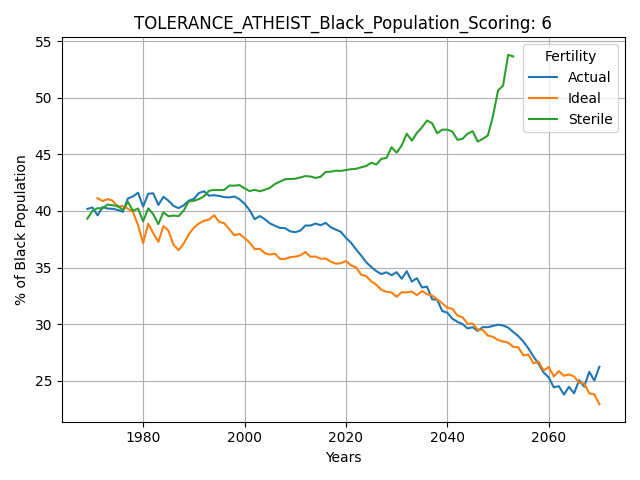 TOLERANCE_ATHEIST_Black_Population_Scoring: 6
55
50
45
40
35
30
25
% of Black Population
Fertility
Actual
Ideal
Sterile
1980
2000
2020
2040
2060
Years